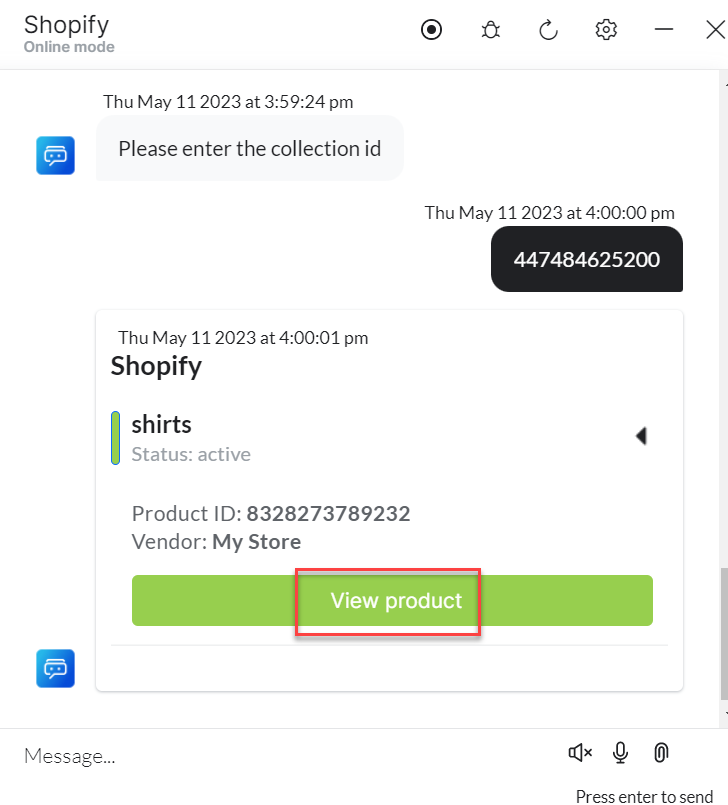 Shopify
Online mode
Thu May 11 2023 at 3:59:24 pm
Please enter the collection id
Thu May 11 2023 at 4:00:00 pm
447484625200
Thu May 11 2023 at 4:00:01 pm
Shopify
shirts
Status: active
Product ID: 8328273789232
Vendor: My Store
View product
Message...
Press enter to send